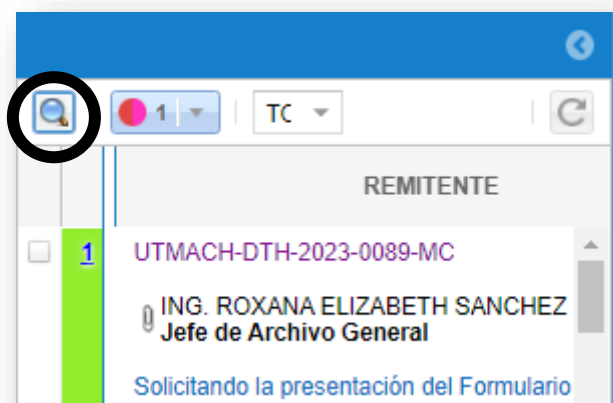 1 TC
REMITENTE
1 UTMACH-DTH-2023-0089-MC
ING. ROXANA ELIZABETH SANCHEZ
Jefe de Archivo General
Solicitando la presentación del Formulario